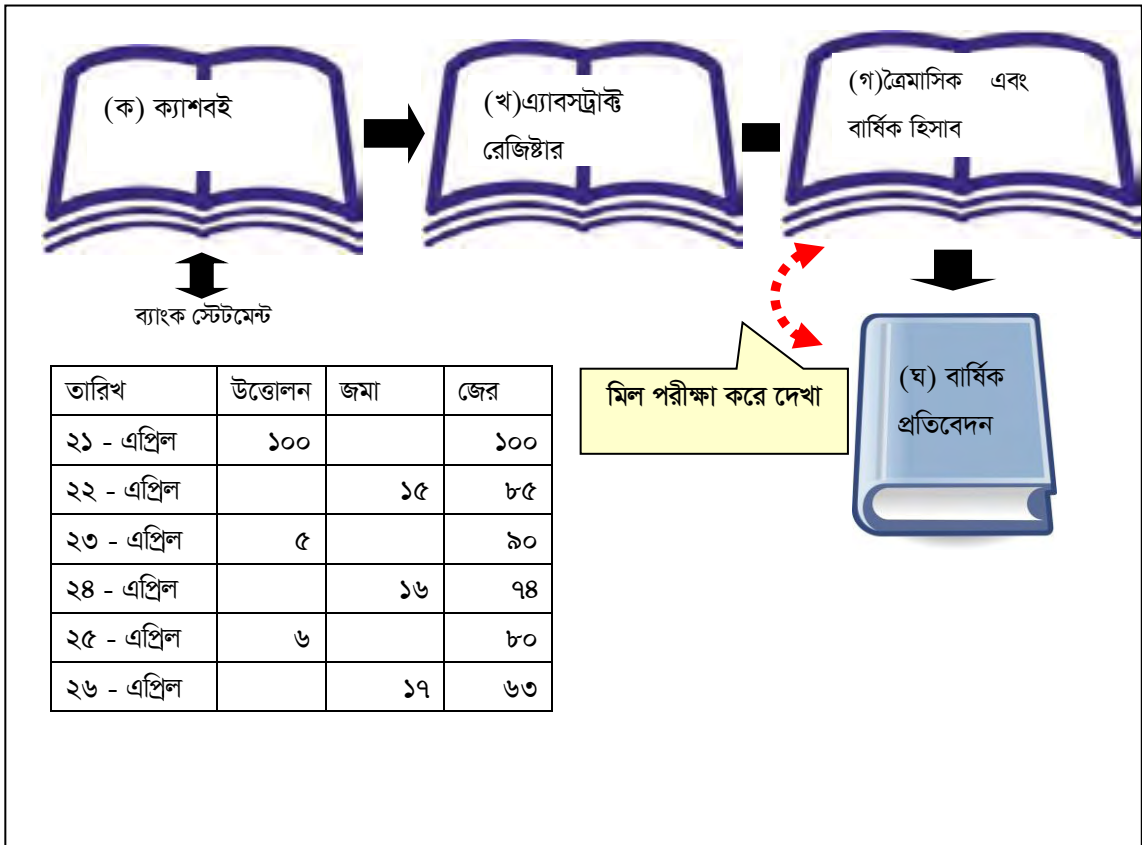 (ক) ক্যাশবই
(খ)এ্যাবসট্রাক্ট
রেজিষ্টার
(গ)ত্রৈমাসিক এবং
বার্ষিক হিসাব
ব্যাংক স্টেটমেন্ট
মিল পরীক্ষা করে দেখা
(ঘ) বার্ষিক
প্রতিবেদন
তারিখ উত্তোলন জমা জের
২১ - এপ্রিল ১০০ ১০০
২২ - এপ্রিল ১৫ ৮৫
২৩ - এপ্রিল ৫ ৯০
২৪ - এপ্রিল ১৬ ৭৪
২৫ - এপ্রিল ৬ ৮০
২৬ - এপ্রিল ১৭ ৬৩